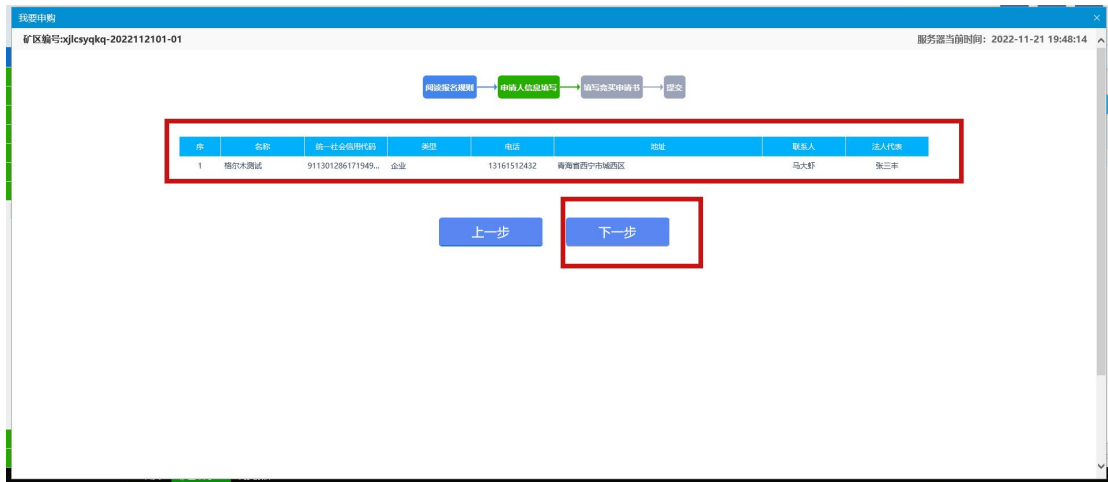 我要申购
矿区编号:xjlcsyqkq-2022112101-01 服务器当前时间：2022-11-21 19:48:14
阅读报名规则 申请人信息填写 填写竞买申请书 提交
序 名称 统一社会信用代码 类型 电话 地址 联系人 法人代表
1 格尔木测试 911301286171949... 企业 13161512432 青海省西宁市城西区 马大虾 张三丰
上一步 下一步